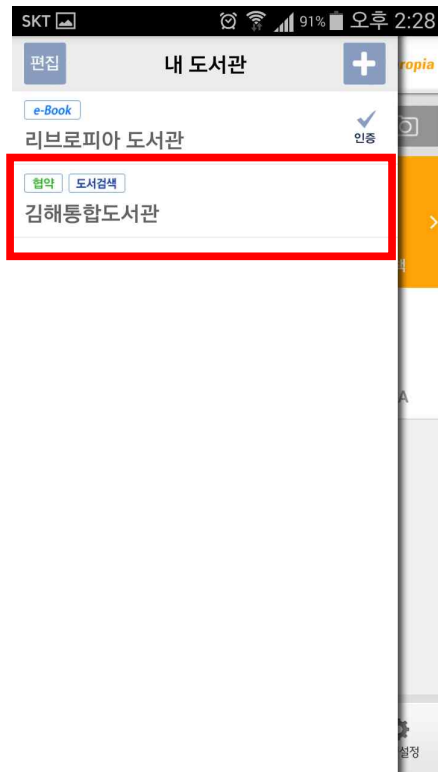 SKT 91% 오후 2:28
편집 내 도서관 ropia
e-Book
리브로피아 도서관 인증
협약 도서검색
김해통합도서관
A
설정